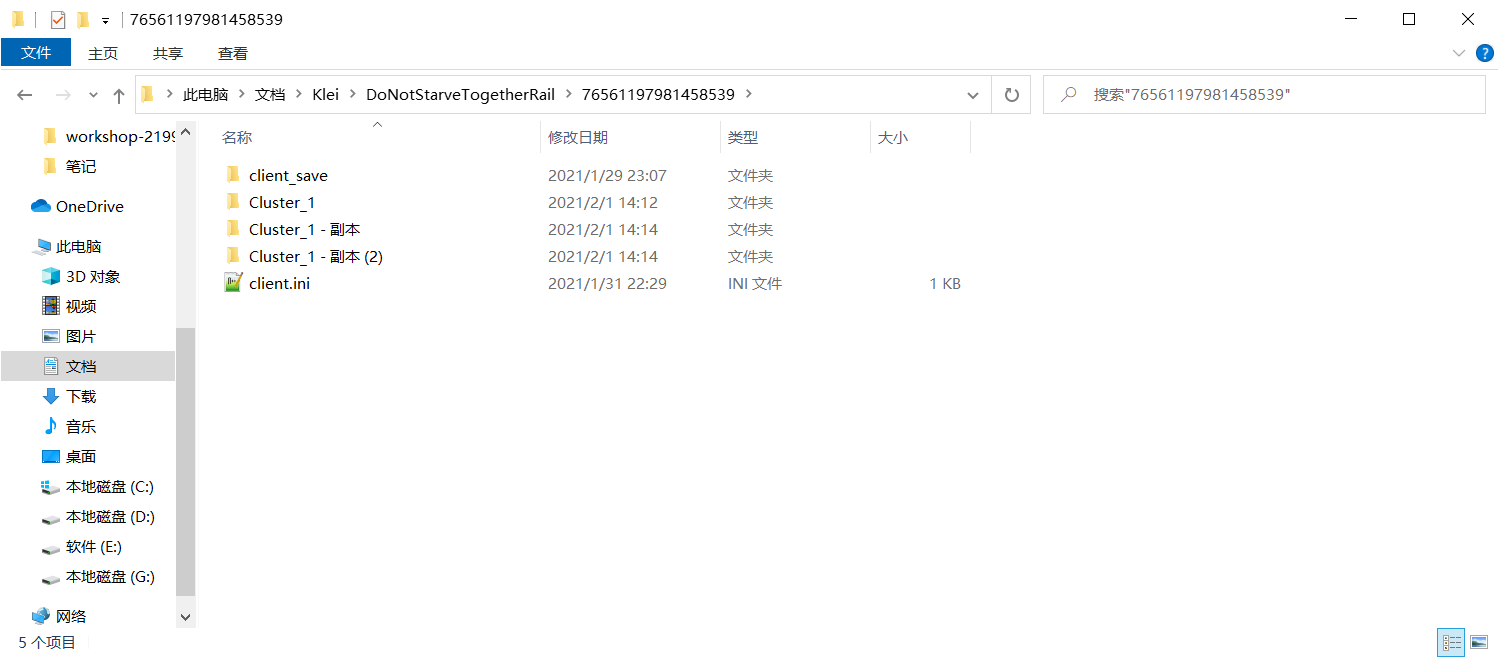 76561197981458539
文件 主页 共享 查看
此电脑 文档 Klei DoNotStarveTogetherRail 76561197981458539
搜索"76561197981458539"
workshop-2199
笔记
OneDrive
此电脑
3D 对象
视频
图片
文档
下载
音乐
桌面
本地磁盘 (C:)
本地磁盘 (D:)
软件 (E:)
本地磁盘 (G:)
网络
名称 修改日期 类型 大小
client_save 2021/1/29 23:07 文件夹
Cluster_1 2021/2/1 14:12 文件夹
Cluster_1 - 副本 2021/2/1 14:14 文件夹
Cluster_1 - 副本 (2) 2021/2/1 14:14 文件夹
client.ini 2021/1/31 22:29 INI 文件 1 KB
5 个项目